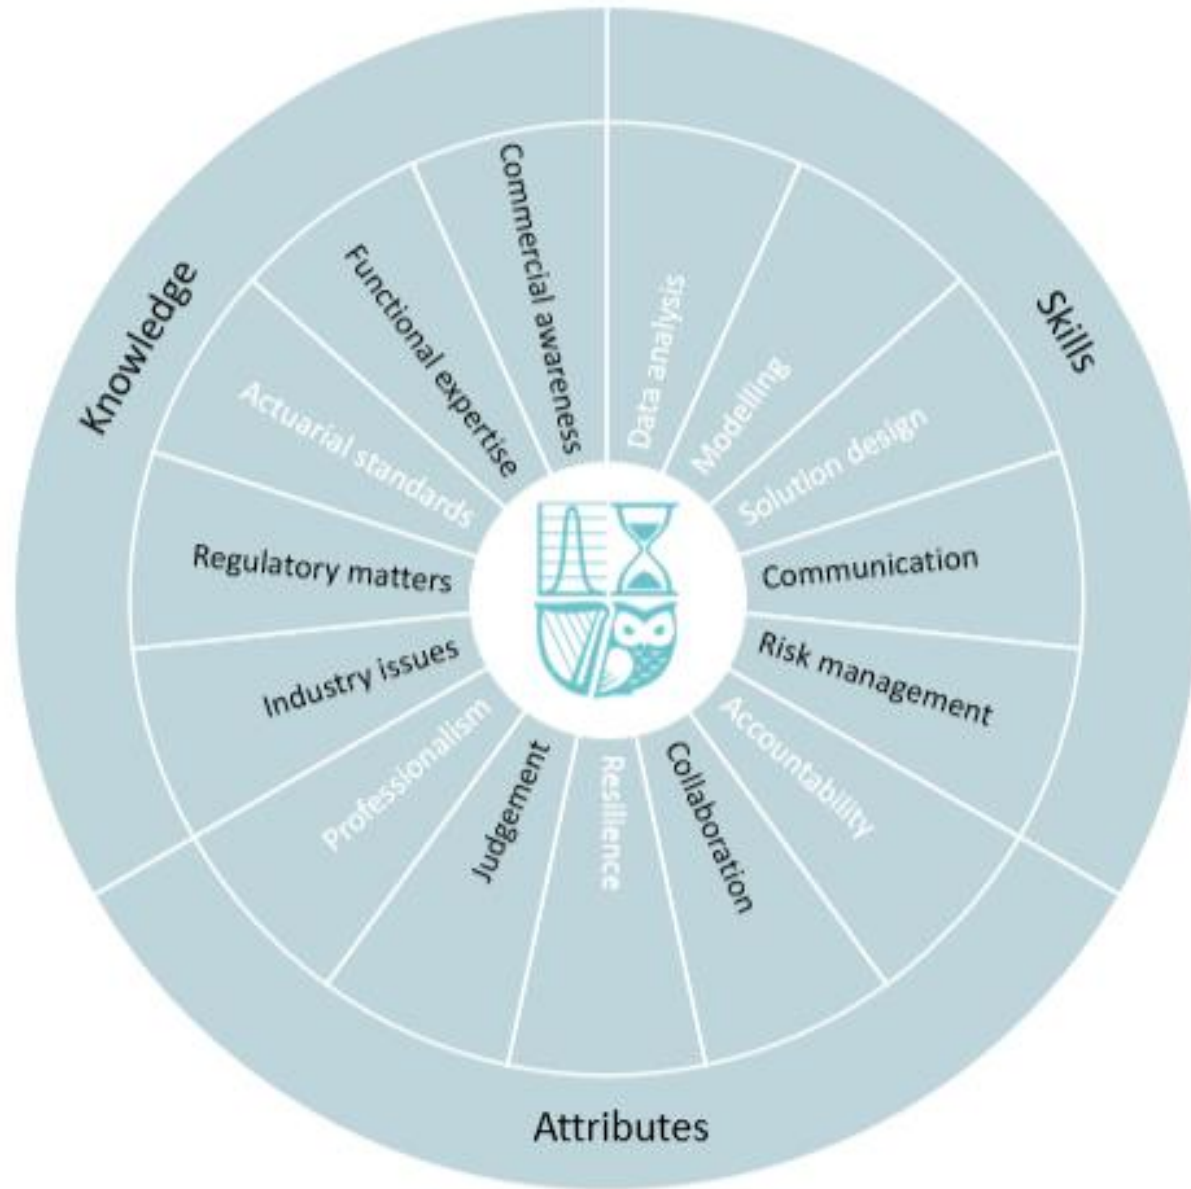 Skills
Data analysis
Modelling
Solution design
Communication
Risk management
Attributes
Accountability
Collaboration
Resilience
Judgement
Professionalism
Knowledge
Industry issues
Regulatory matters
Actuarial standards
Functional expertise
Commercial awareness